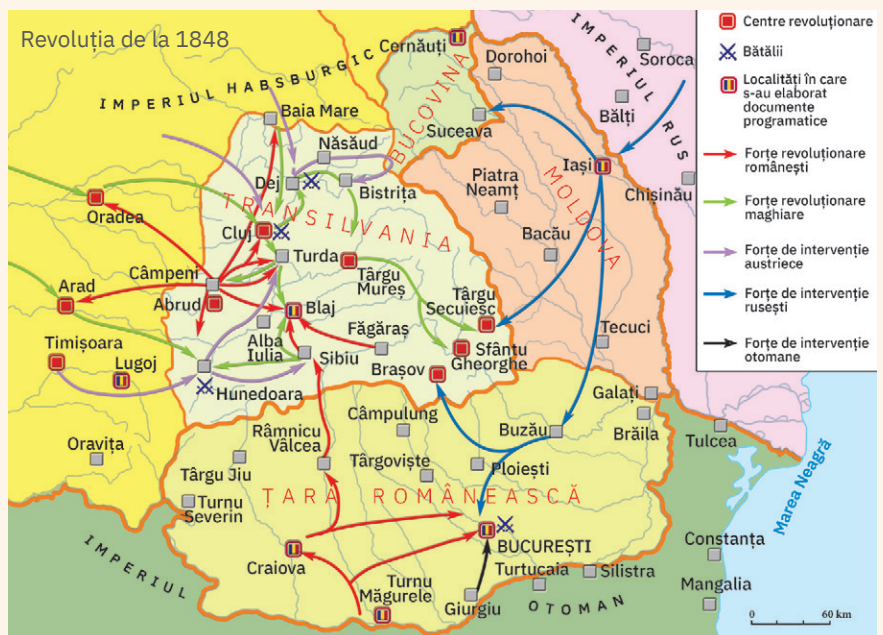 Revoluția de la 1848
Centre revoluționare
Bătălii
Localități în care
s-au elaborat
documente
programatice
Forțe revoluționare
românești
Forțe revoluționare
maghiare
Forțe de intervenție
austriece
Forțe de intervenție
rusești
Forțe de intervenție
otomane
IMPERIUL HABSBURGIC
BUCOVINA
IMPERIUL RUS
MOLDOVA
TRANSILVANIA
ȚARA ROMÂNEASCĂ
IMPERIUL
OTOMAN
Marea Neagră
Cernăuți
Dorohoi
Soroca
Bălți
Suceava
Iași
Chișinău
Baia Mare
Năsăud
Dej
Bistrița
Piatra
Neamț
Oradea
Cluj
Turda
Bacău
Câmpeni
Târgu
Mureș
Arad
Abrud
Blaj
Târgu
Secuiesc
Tecuci
Timișoara
Lugoj
Alba
Iulia
Făgăraș
Sibiu
Sfântu
Gheorghe
Brașov
Hunedoara
Galați
Brăila
Tulcea
Oravița
Râmnicu
Vâlcea
Câmpulung
Buzău
Târgu Jiu
Târgoviște
Ploiești
Turnu
Severin
BUCUREȘTI
Constanța
Craiova
Turnu
Măgurele
Giurgiu
Turtucaia
Silistra
Mangalia
0
60 km